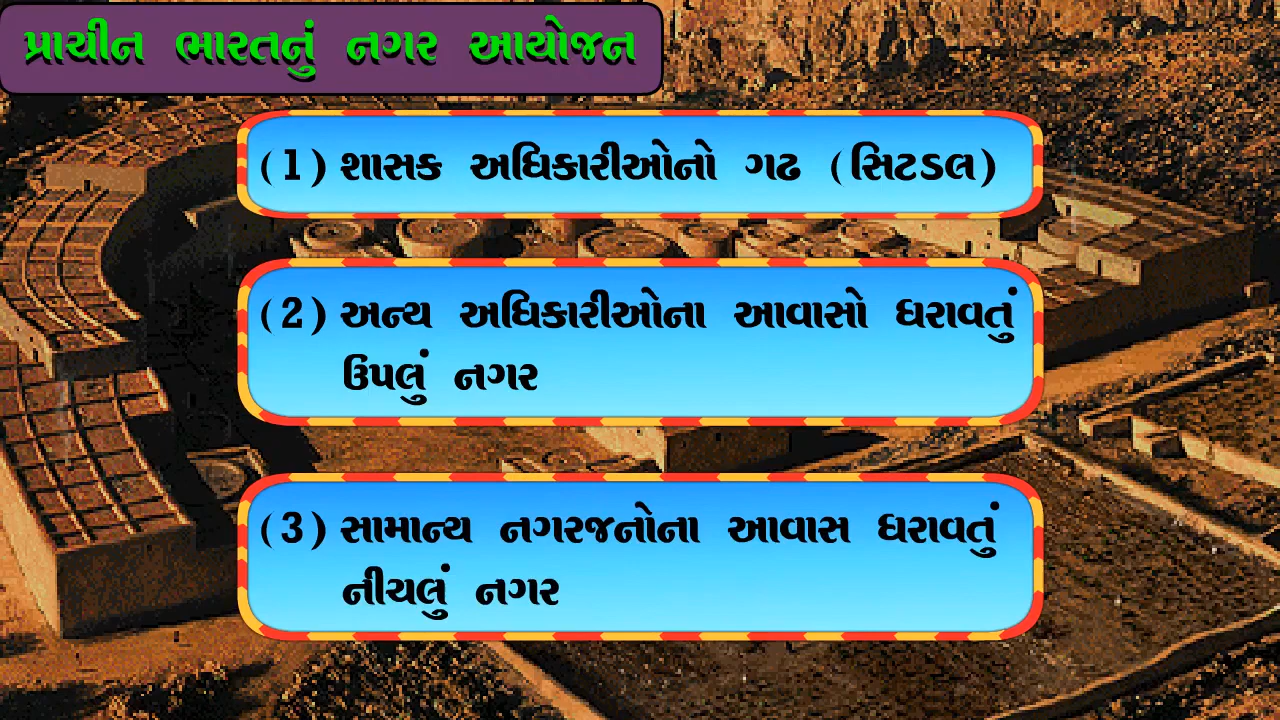 પ્રાચીન ભારતનું નગર આયોજન
(1) શાસક અધિકારીઓનો ગઢ (સિટડલ)
(2) અન્ય અધિકારીઓના આવાસો ધરાવતું
ઉપલું નગર
(3) સામાન્ય નગરજનોના આવાસ ધરાવતું
નીચલું નગર